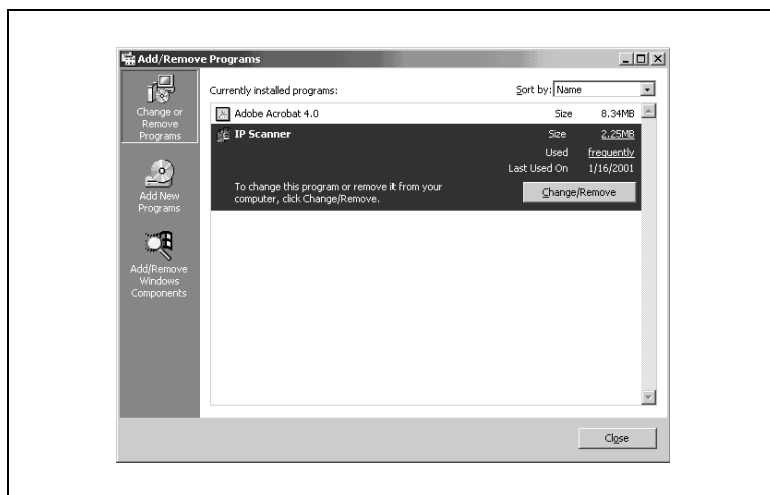 Add/Remove Programs
Change or
Remove
Programs
Add New
Programs
Add/Remove
Windows
Components
Currently installed programs:
Sort by: Name
Adobe Acrobat 4.0 Size 8.34MB
IP Scanner Size 2.25MB
Used frequently
Last Used On 1/16/2001
To change this program or remove it from your
computer, click Change/Remove.
Change/Remove
Close